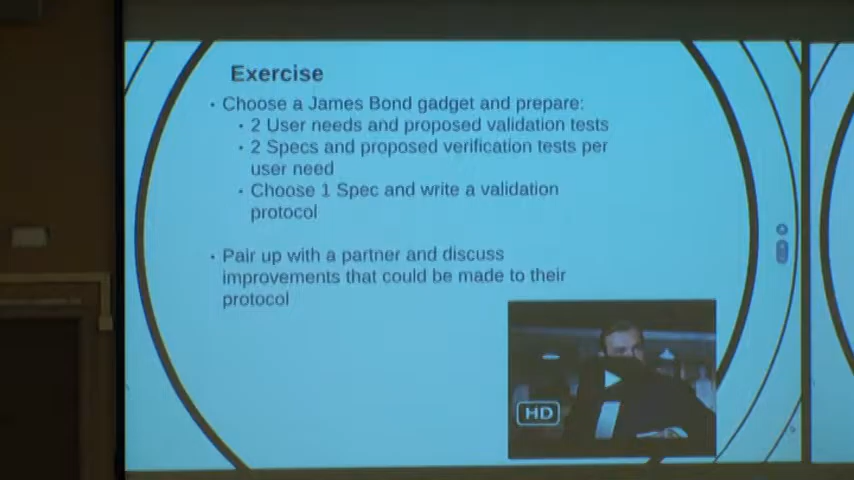 Exercise
• Choose a James Bond gadget and prepare:
• 2 User needs and proposed validation tests
• 2 Specs and proposed verification tests per
user need
• Choose 1 Spec and write a validation
protocol
• Pair up with a partner and discuss
improvements that could be made to their
protocol
HD